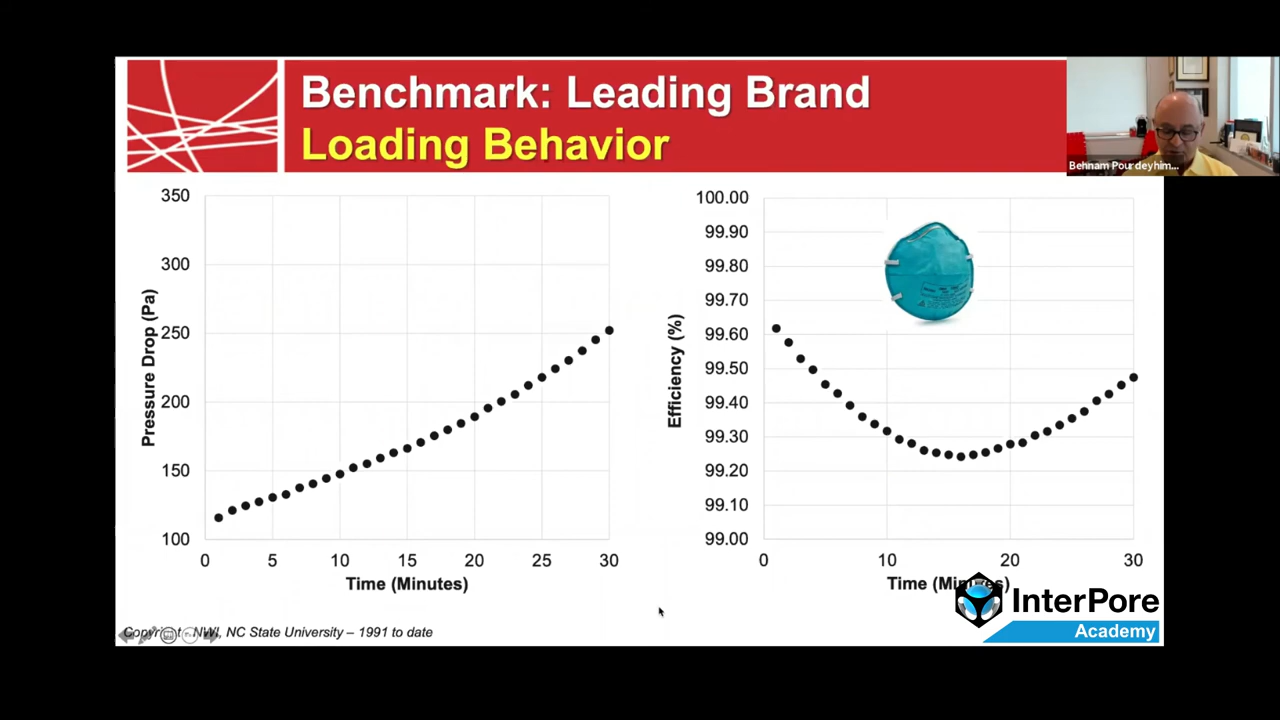 Benchmark: Leading Brand
Loading Behavior
Behnam Pourdeyhim...
350
300
250
200
150
100
Pressure Drop (Pa)
0 5 10 15 20 25 30
Time (Minutes)
100.00
99.90
99.80
99.70
99.60
99.50
99.40
99.30
99.20
99.10
99.00
Efficiency (%)
0 10 20 30
Time (Minutes)
InterPore
Academy
Copyright - NWI, NC State University – 1991 to date